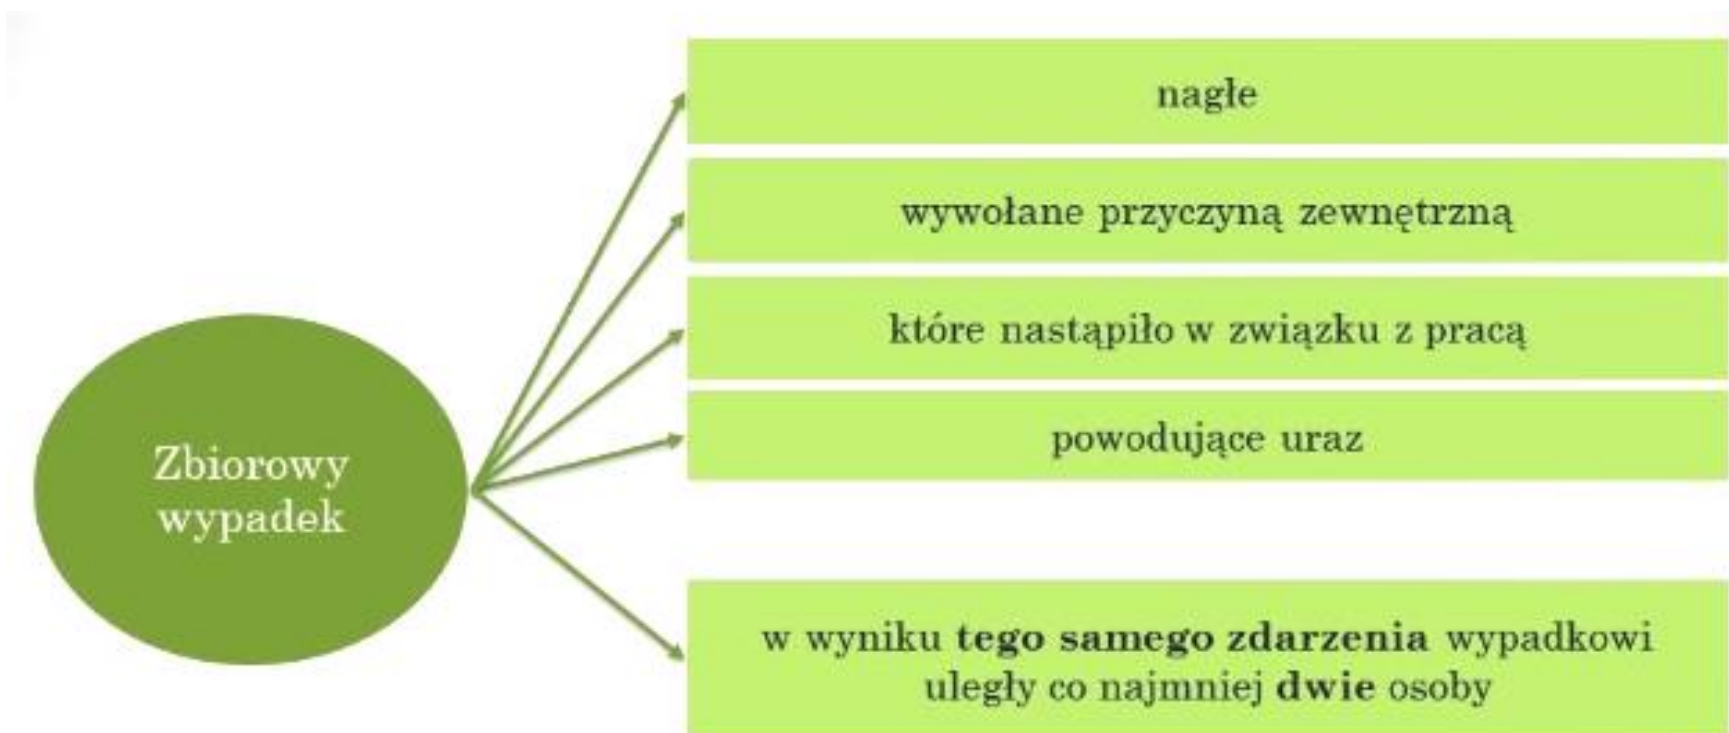 nagłe
wywołane przyczyną zewnętrzną
które nastąpiło w związku z pracą
powodujące uraz
Zbiorowy
wypadek
w wyniku tego samego zdarzenia wypadkowi
uległy co najmniej dwie osoby